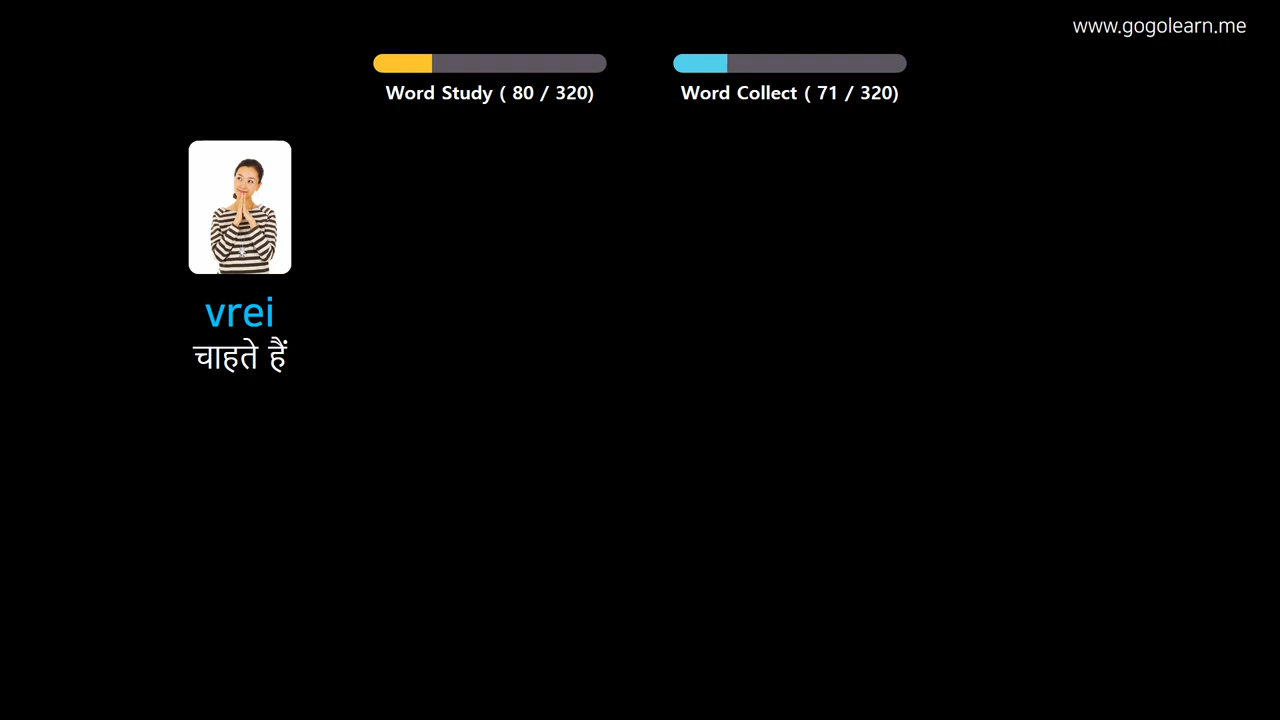 www.gogolearn.me
Word Study ( 80 / 320)
Word Collect ( 71 / 320)
vrei
चाहते हैं